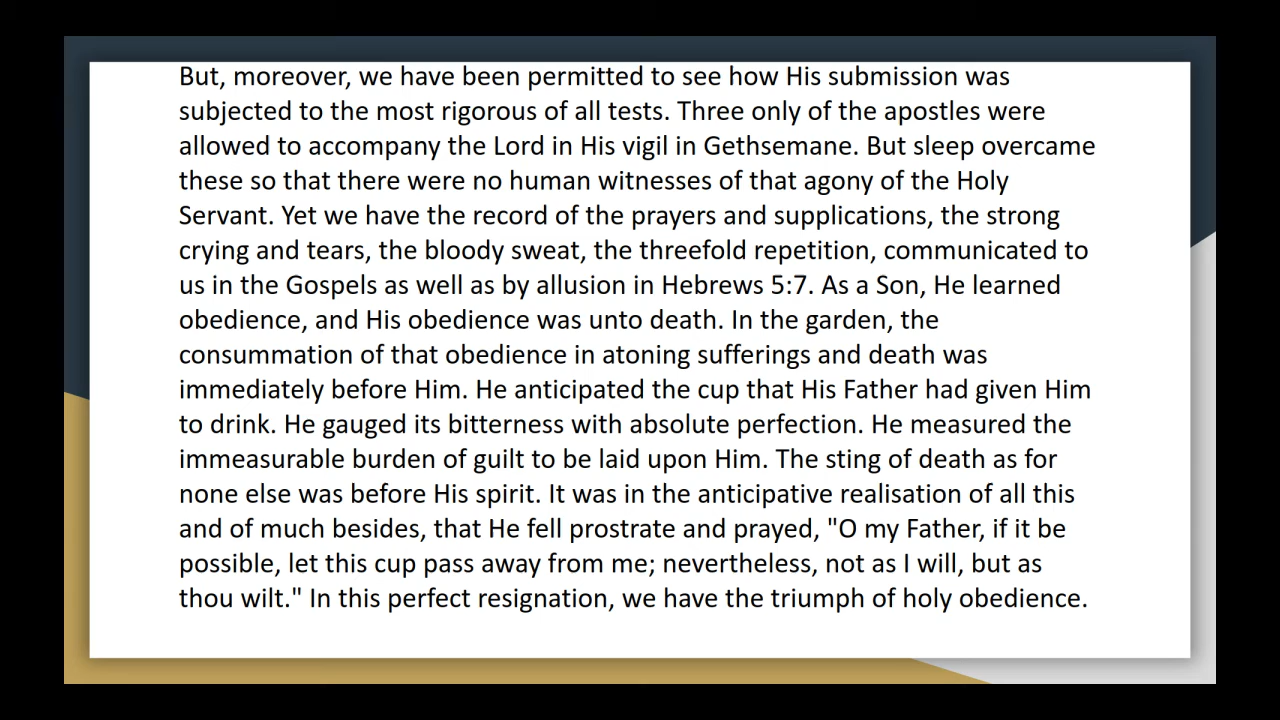 But, moreover, we have been permitted to see how His submission was
subjected to the most rigorous of all tests. Three only of the apostles were
allowed to accompany the Lord in His vigil in Gethsemane. But sleep overcame
these so that there were no human witnesses of that agony of the Holy
Servant. Yet we have the record of the prayers and supplications, the strong
crying and tears, the bloody sweat, the threefold repetition, communicated to
us in the Gospels as well as by allusion in Hebrews 5:7. As a Son, He learned
obedience, and His obedience was unto death. In the garden, the
consummation of that obedience in atoning sufferings and death was
immediately before Him. He anticipated the cup that His Father had given Him
to drink. He gauged its bitterness with absolute perfection. He measured the
immeasurable burden of guilt to be laid upon Him. The sting of death as for
none else was before His spirit. It was in the anticipative realisation of all this
and of much besides, that He fell prostrate and prayed, "O my Father, if it be
possible, let this cup pass away from me; nevertheless, not as I will, but as
thou wilt." In this perfect resignation, we have the triumph of holy obedience.